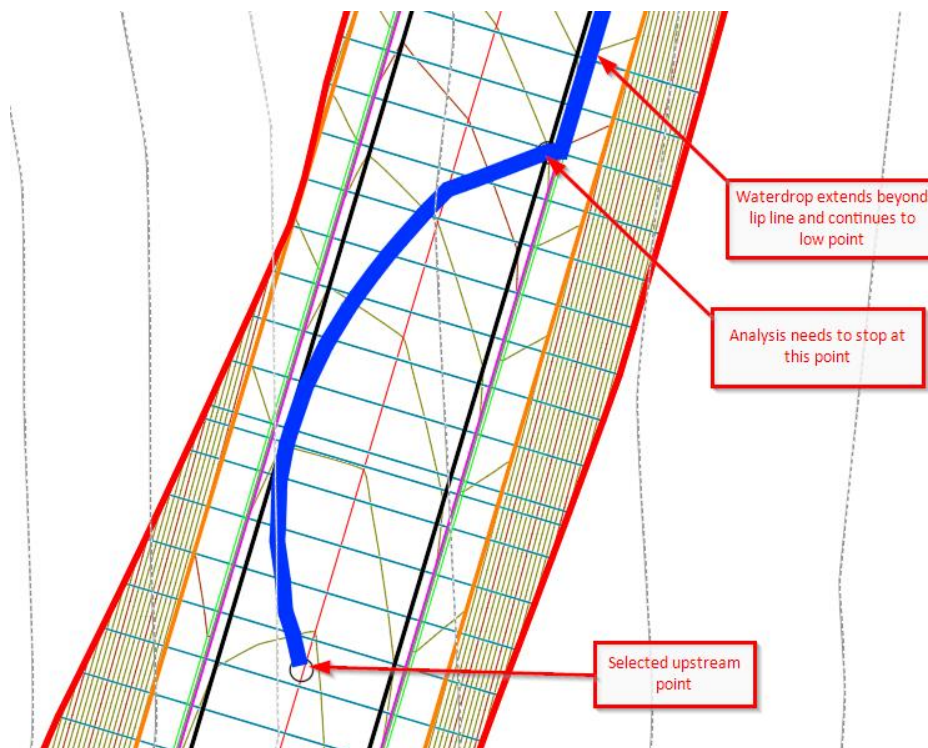 Waterdrop extends beyond
lip line and continues to
low point
Analysis needs to stop at
this point
Selected upstream
point